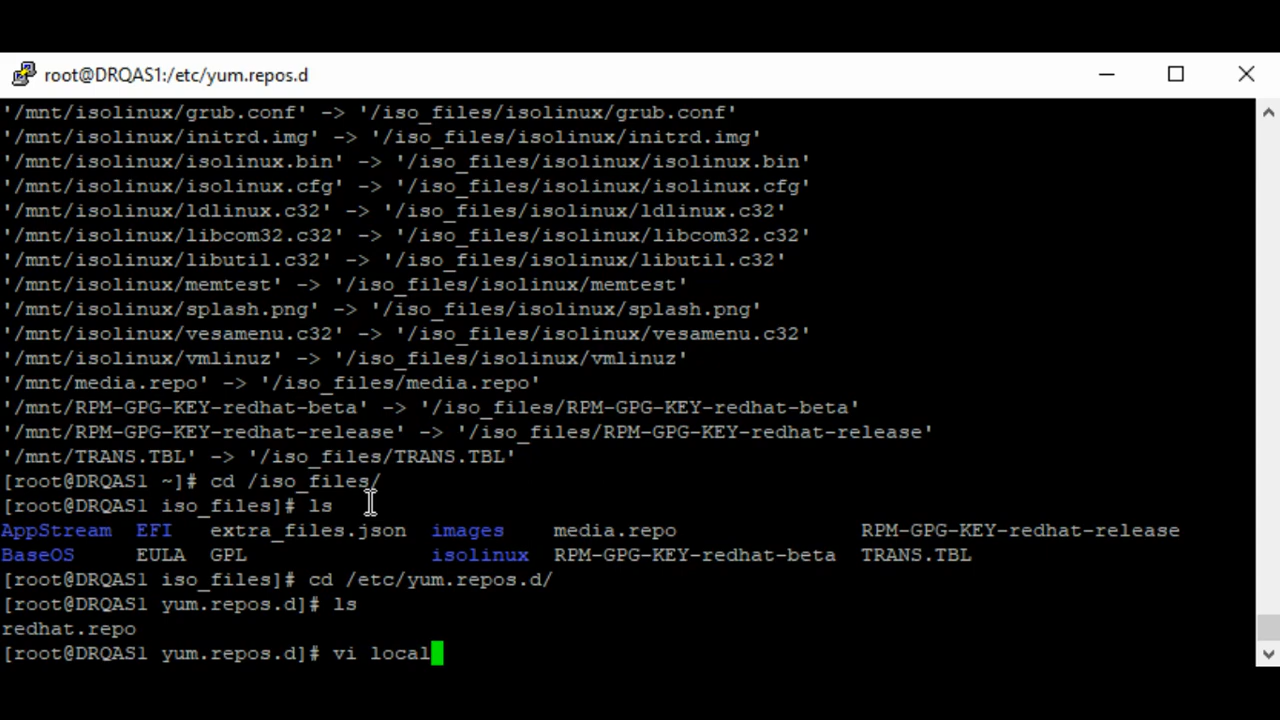 root@DRQAS1:/etc/yum.repos.d
'/mnt/isolinux/grub.conf' -> '/iso_files/isolinux/grub.conf'
'/mnt/isolinux/initrd.img' -> '/iso_files/isolinux/initrd.img'
'/mnt/isolinux/isolinux.bin' -> '/iso_files/isolinux/isolinux.bin'
'/mnt/isolinux/isolinux.cfg' -> '/iso_files/isolinux/isolinux.cfg'
'/mnt/isolinux/ldlinux.c32' -> '/iso_files/isolinux/ldlinux.c32'
'/mnt/isolinux/libcom32.c32' -> '/iso_files/isolinux/libcom32.c32'
'/mnt/isolinux/libutil.c32' -> '/iso_files/isolinux/libutil.c32'
'/mnt/isolinux/memtest' -> '/iso_files/isolinux/memtest'
'/mnt/isolinux/splash.png' -> '/iso_files/isolinux/splash.png'
'/mnt/isolinux/vesamenu.c32' -> '/iso_files/isolinux/vesamenu.c32'
'/mnt/isolinux/vmlinuz' -> '/iso_files/isolinux/vmlinuz'
'/mnt/media.repo' -> '/iso_files/media.repo'
'/mnt/RPM-GPG-KEY-redhat-beta' -> '/iso_files/RPM-GPG-KEY-redhat-beta'
'/mnt/RPM-GPG-KEY-redhat-release' -> '/iso_files/RPM-GPG-KEY-redhat-release'
'/mnt/TRANS.TBL' -> '/iso_files/TRANS.TBL'
[root@DRQAS1 ~]# cd /iso_files/
[root@DRQAS1 iso_files]# ls
AppStream  EFI   extra_files.json  images    media.repo               RPM-GPG-KEY-redhat-release
BaseOS     EULA  GPL               isolinux  RPM-GPG-KEY-redhat-beta  TRANS.TBL
[root@DRQAS1 iso_files]# cd /etc/yum.repos.d/
[root@DRQAS1 yum.repos.d]# ls
redhat.repo
[root@DRQAS1 yum.repos.d]# vi local